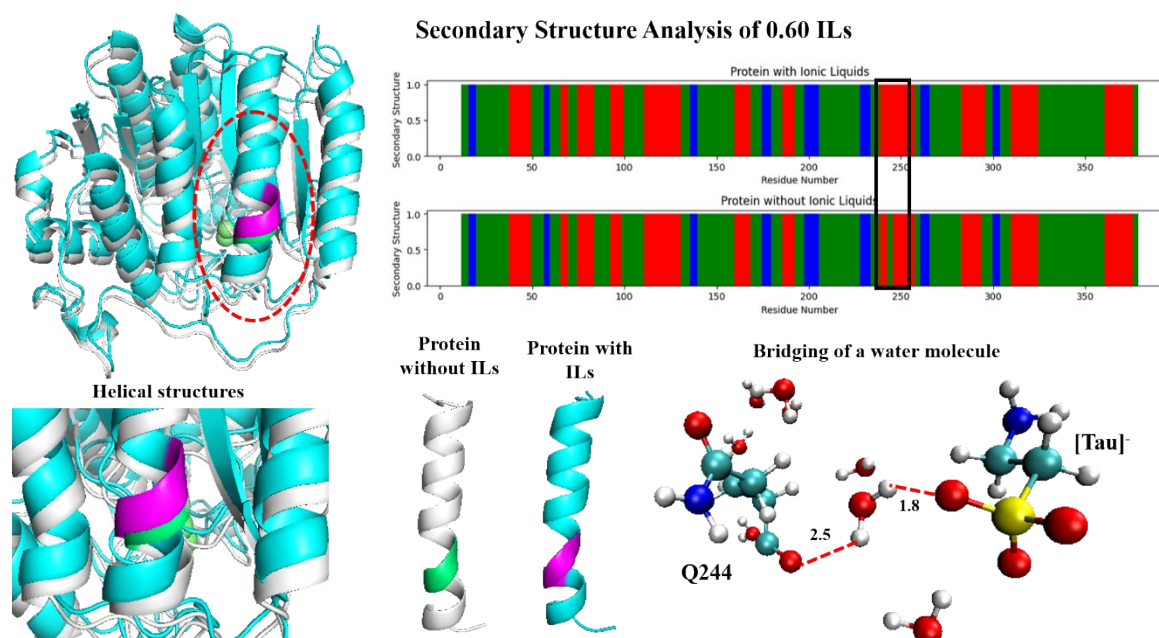 Secondary Structure Analysis of 0.60 ILs
Protein with Ionic Liquids
Secondary Structure
1.0
0.5
0.0
0 50 100 150 200 250 300 350
Residue Number
Protein without Ionic Liquids
Secondary Structure
1.0
0.5
0.0
0 50 100 150 200 250 300 350
Residue Number
Helical structures
Protein
without ILs
Protein with
ILs
Bridging of a water molecule
[Tau]⁻
1.8
2.5
Q244